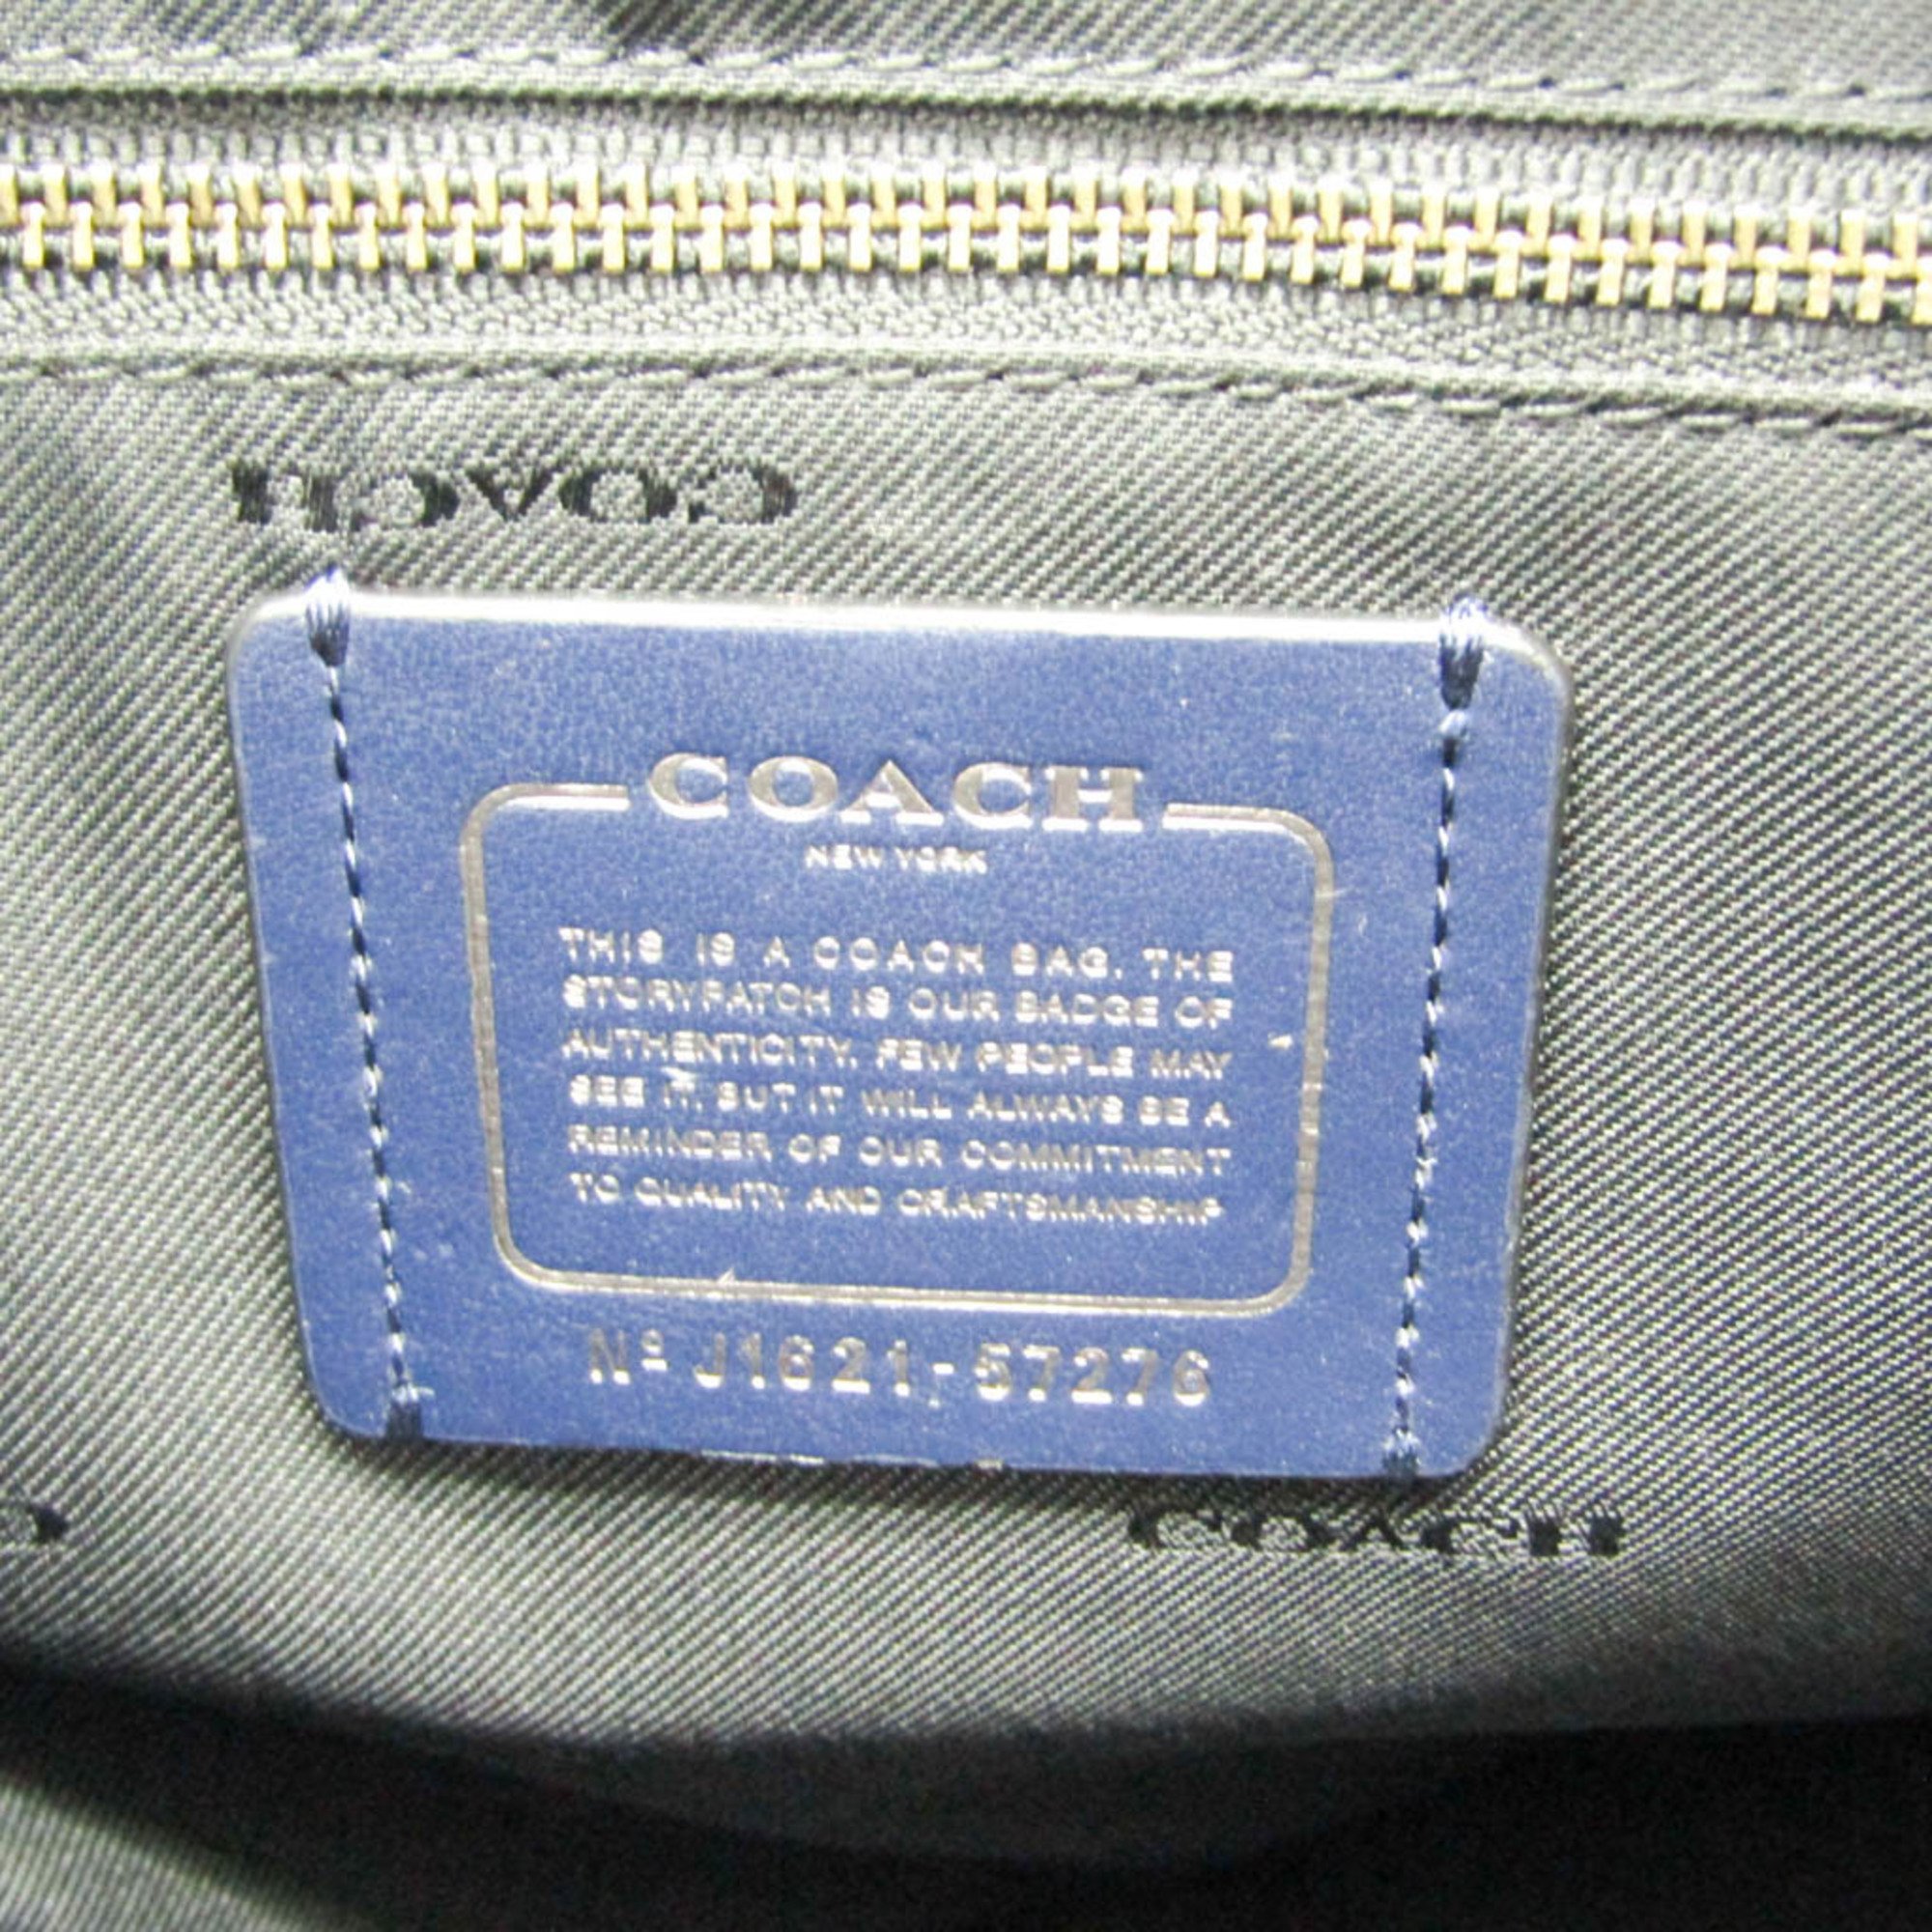 COACH
COACH
NEW YORK
THIS IS A COACH BAG. THE
STORYPATCH IS OUR BADGE OF
AUTHENTICITY. FEW PEOPLE MAY
SEE IT, BUT IT WILL ALWAYS BE A
REMINDER OF OUR COMMITMENT
TO QUALITY AND CRAFTSMANSHIP
Nº J1621-57276
COACH